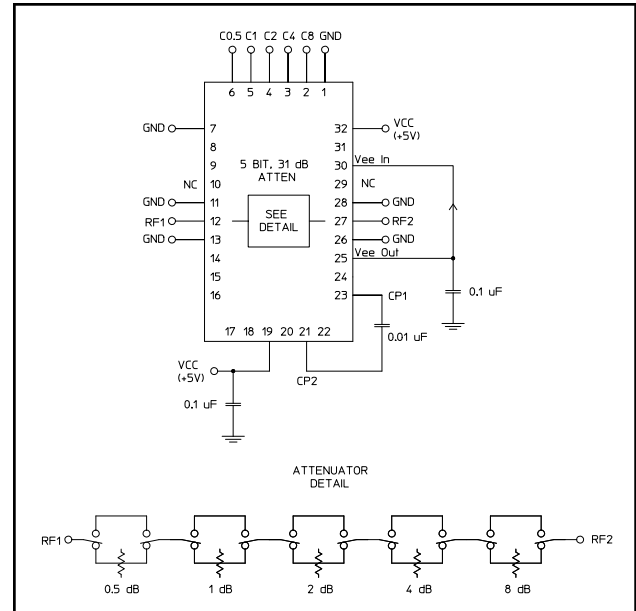 C0.5 C1 C2 C4 C8 GND
6 5 4 3 2 1
GND 7 32 VCC
(+5V)
8 31
9 30 Vee In
5 BIT, 31 dB
ATTEN
NC 10 29 NC
GND 11 28 GND
RF1 12 27 RF2
SEE
DETAIL
GND 13 26 GND
14 25 Vee Out
15 24
16 23 CP1
0.1 uF
17 18 19 20 21 22
0.01 uF
VCC
(+5V)
CP2
0.1 uF
ATTENUATOR
DETAIL
RF1 RF2
0.5 dB 1 dB 2 dB 4 dB 8 dB